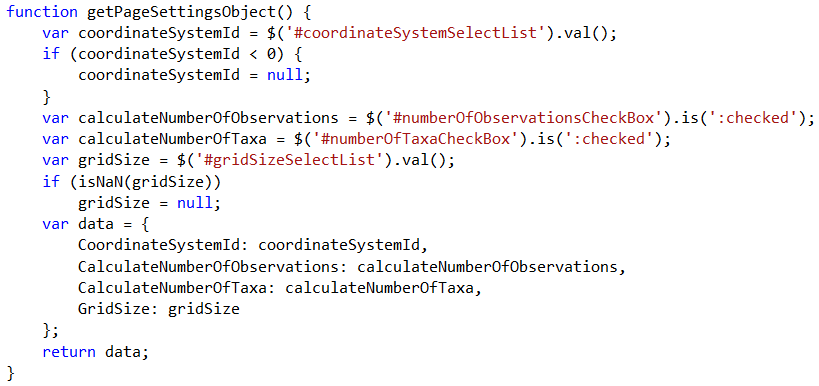 function getPageSettingsObject() {
    var coordinateSystemId = $('#coordinateSystemSelectList').val();
    if (coordinateSystemId < 0) {
        coordinateSystemId = null;
    }
    var calculateNumberOfObservations = $('#numberOfObservationsCheckBox').is(':checked');
    var calculateNumberOfTaxa = $('#numberOfTaxaCheckBox').is(':checked');
    var gridSize = $('#gridSizeSelectList').val();
    if (isNaN(gridSize))
        gridSize = null;
    var data = {
        CoordinateSystemId: coordinateSystemId,
        CalculateNumberOfObservations: calculateNumberOfObservations,
        CalculateNumberOfTaxa: calculateNumberOfTaxa,
        GridSize: gridSize
    };
    return data;
}